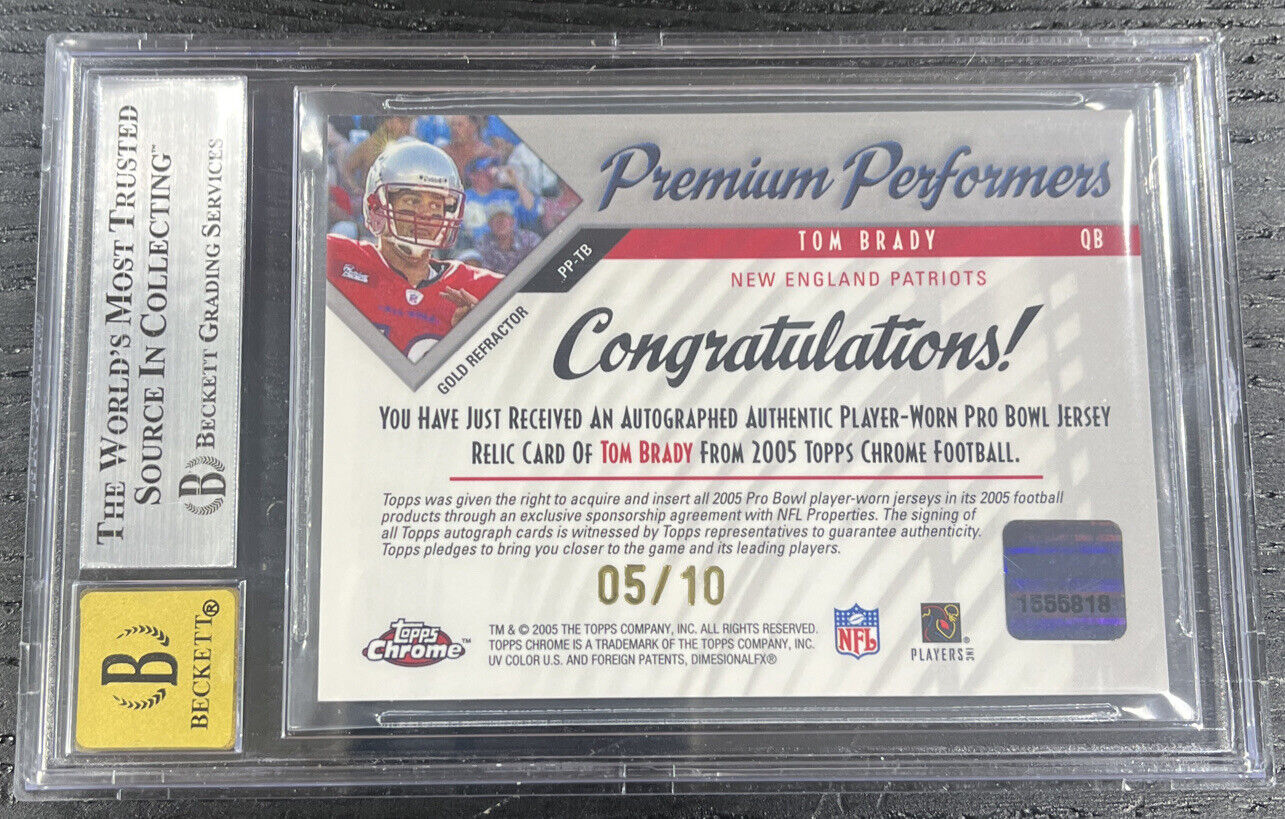 THE WORLD'S MOST TRUSTED
SOURCE IN COLLECTING™
B BECKETT GRADING SERVICES
B
BECKETT®
Premium Performers
TOM BRADY QB
NEW ENGLAND PATRIOTS
PP-TB
GOLD REFRACTOR
Congratulations!
YOU HAVE JUST RECEIVED AN AUTOGRAPHED AUTHENTIC PLAYER-WORN PRO BOWL JERSEY
RELIC CARD OF TOM BRADY FROM 2005 TOPPS CHROME FOOTBALL.
Topps was given the right to acquire and insert all 2005 Pro Bowl player-worn jerseys in its 2005 football
products through an exclusive sponsorship agreement with NFL Properties. The signing of
all Topps autograph cards is witnessed by Topps representatives to guarantee authenticity.
Topps pledges to bring you closer to the game and its leading players.
05/10
1555818
Topps Chrome™
TM & © 2005 THE TOPPS COMPANY, INC. ALL RIGHTS RESERVED.
TOPPS CHROME IS A TRADEMARK OF THE TOPPS COMPANY, INC.
UV COLOR U.S. AND FOREIGN PATENTS, DIMESIONALFX®
NFL
PLAYERS INC